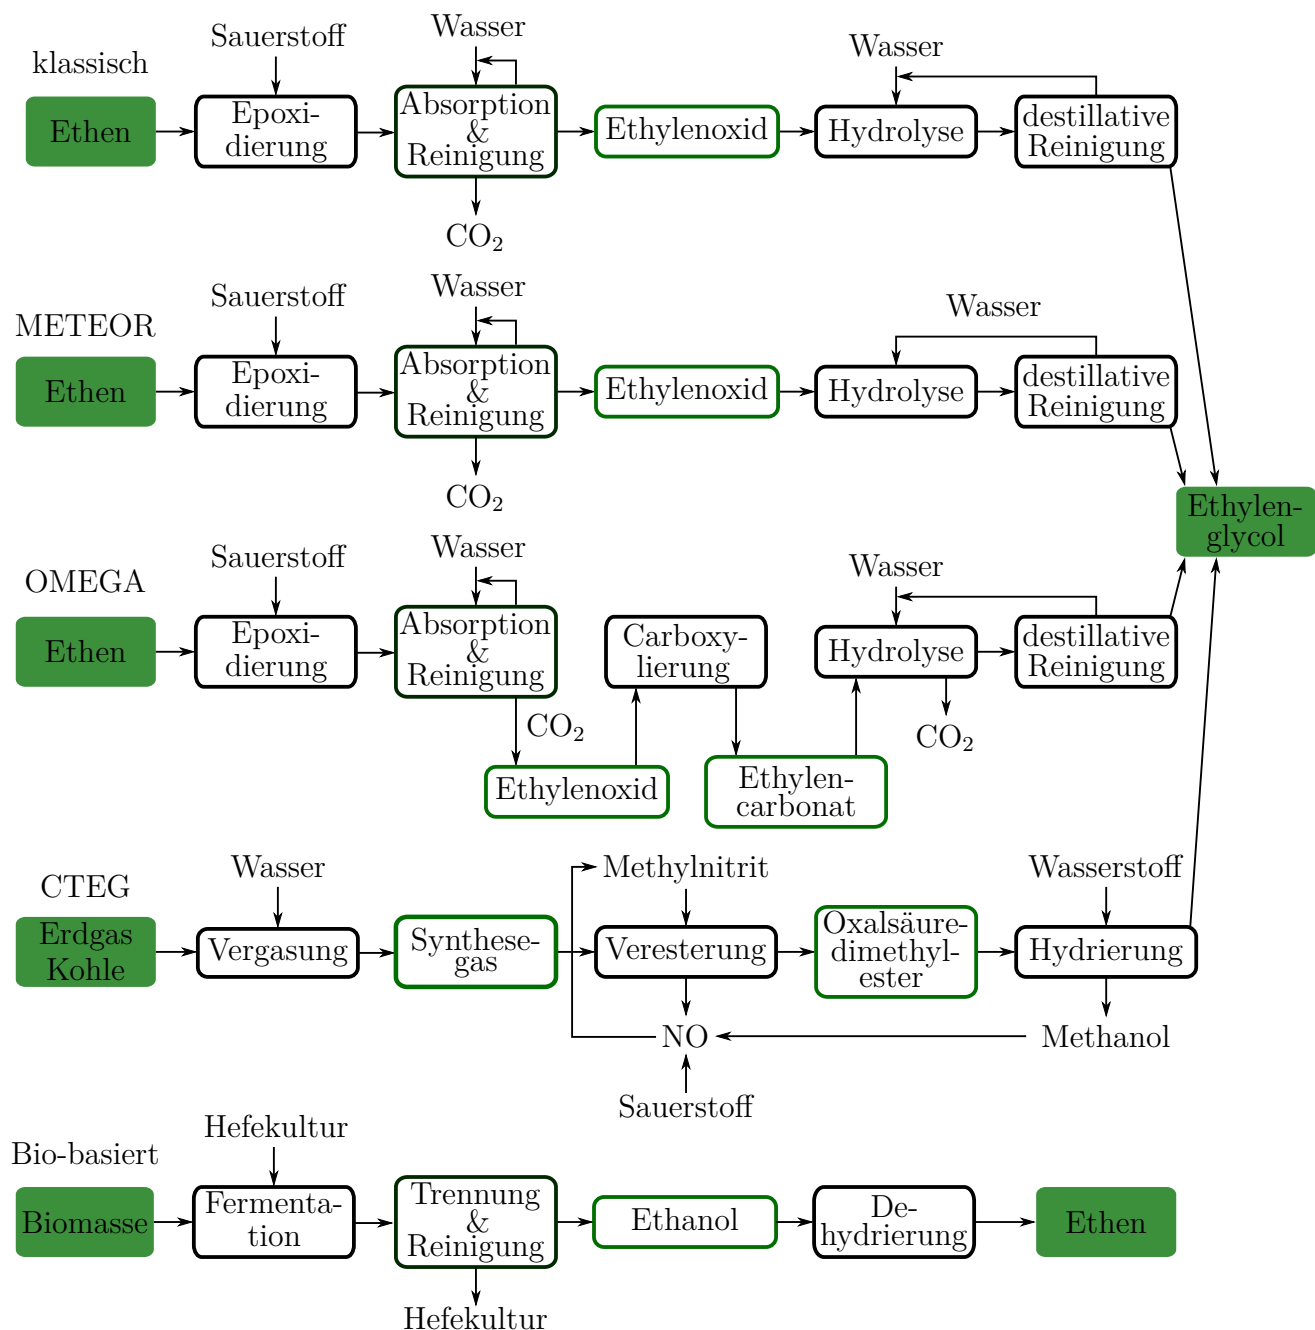 klassisch
Sauerstoff
Wasser
Wasser
Ethen
Epoxi-
dierung
Absorption
&
Reinigung
Ethylenoxid
Hydrolyse
destillative
Reinigung
CO₂
METEOR
Sauerstoff
Wasser
Wasser
Ethen
Epoxi-
dierung
Absorption
&
Reinigung
Ethylenoxid
Hydrolyse
destillative
Reinigung
CO₂
Ethylen-
glycol
OMEGA
Sauerstoff
Wasser
Wasser
Ethen
Epoxi-
dierung
Absorption
&
Reinigung
Carboxy-
lierung
Hydrolyse
destillative
Reinigung
CO₂
CO₂
Ethylenoxid
Ethylen-
carbonat
CTEG
Wasser
Methylnitrit
Wasserstoff
Erdgas
Kohle
Vergasung
Synthese-
gas
Veresterung
Oxalsäure-
dimethyl-
ester
Hydrierung
NO
Methanol
Sauerstoff
Bio-basiert
Hefekultur
Biomasse
Fermenta-
tion
Trennung
&
Reinigung
Ethanol
De-
hydrierung
Ethen
Hefekultur